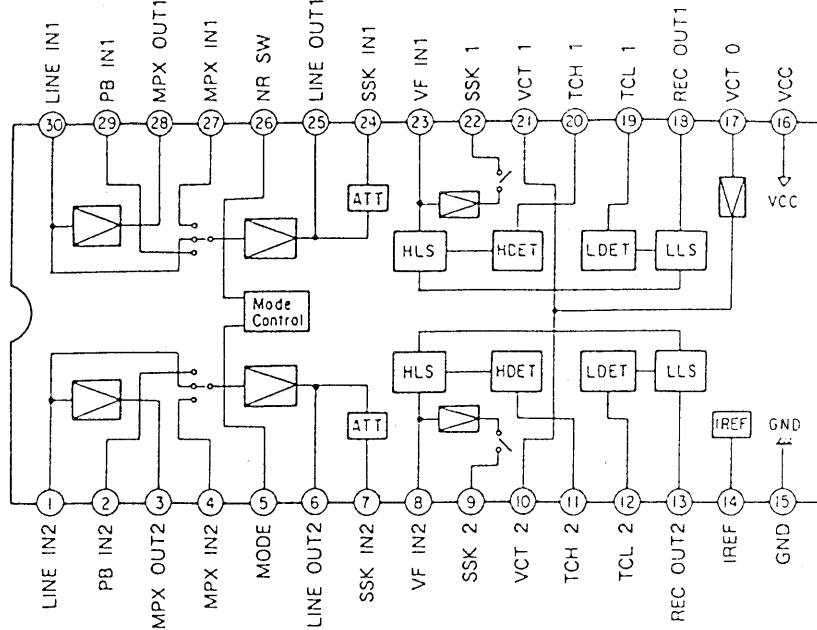 LINE IN1
PB IN1
MPX OUT1
MPX IN1
NR SW
LINE OUT1
SSK IN1
VF IN1
SSK 1
VCT 1
TCH 1
TCL 1
REC OUT1
VCT 0
VCC
30 29 28 27 26 25 24 23 22 21 20 19 18 17 16
ATT
VCC
HLS HDET LDET LLS
Mode
Control
HLS HDET LDET LLS
ATT
IREF
GND
1 2 3 4 5 6 7 8 9 10 11 12 13 14 15
LINE IN2
PB IN2
MPX OUT2
MPX IN2
MODE
LINE OUT2
SSK IN2
VF IN2
SSK 2
VCT 2
TCH 2
TCL 2
REC OUT2
IREF
GND